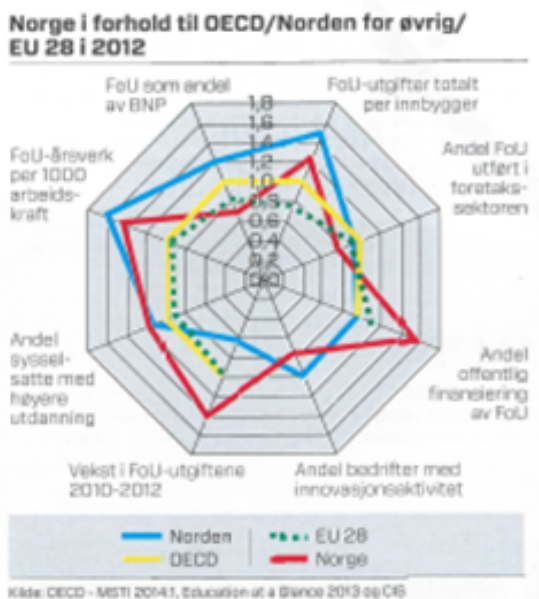 Norge i forhold til OECD/Norden for øvrig/
EU 28 i 2012
FoU som andel
av BNP
FoU-utgifter totalt
per innbygger
1,8
1,6
1,4
1,2
1,0
0,8
0,6
0,4
0,2
0,0
FoU-årsverk
per 1000
arbeids-
kraft
Andel FoU
utført i
foretaks-
sektoren
Andel
syssel-
satte med
høyere
utdanning
Andel
offentlig
finansiering
av FoU
Vekst i FoU-utgiftene
2010-2012
Andel bedrifter med
innovasjonsaktivitet
Norden
EU 28
OECD
Norge
Kilde: OECD - MSTI 2014:1, Education at a Glance 2013 og CIS